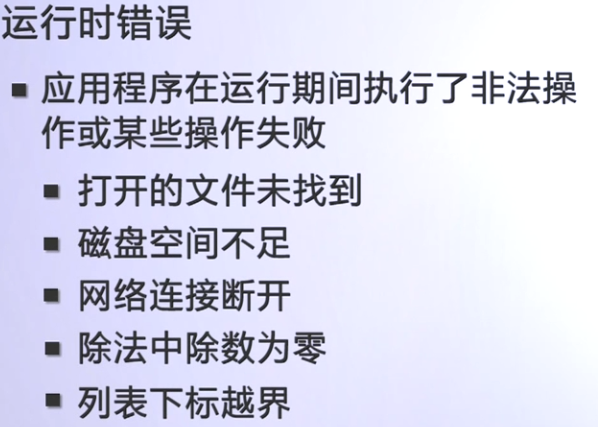 运行时错误
应用程序在运行期间执行了非法操
作或某些操作失败
打开的文件未找到
磁盘空间不足
网络连接断开
除法中除数为零
列表下标越界